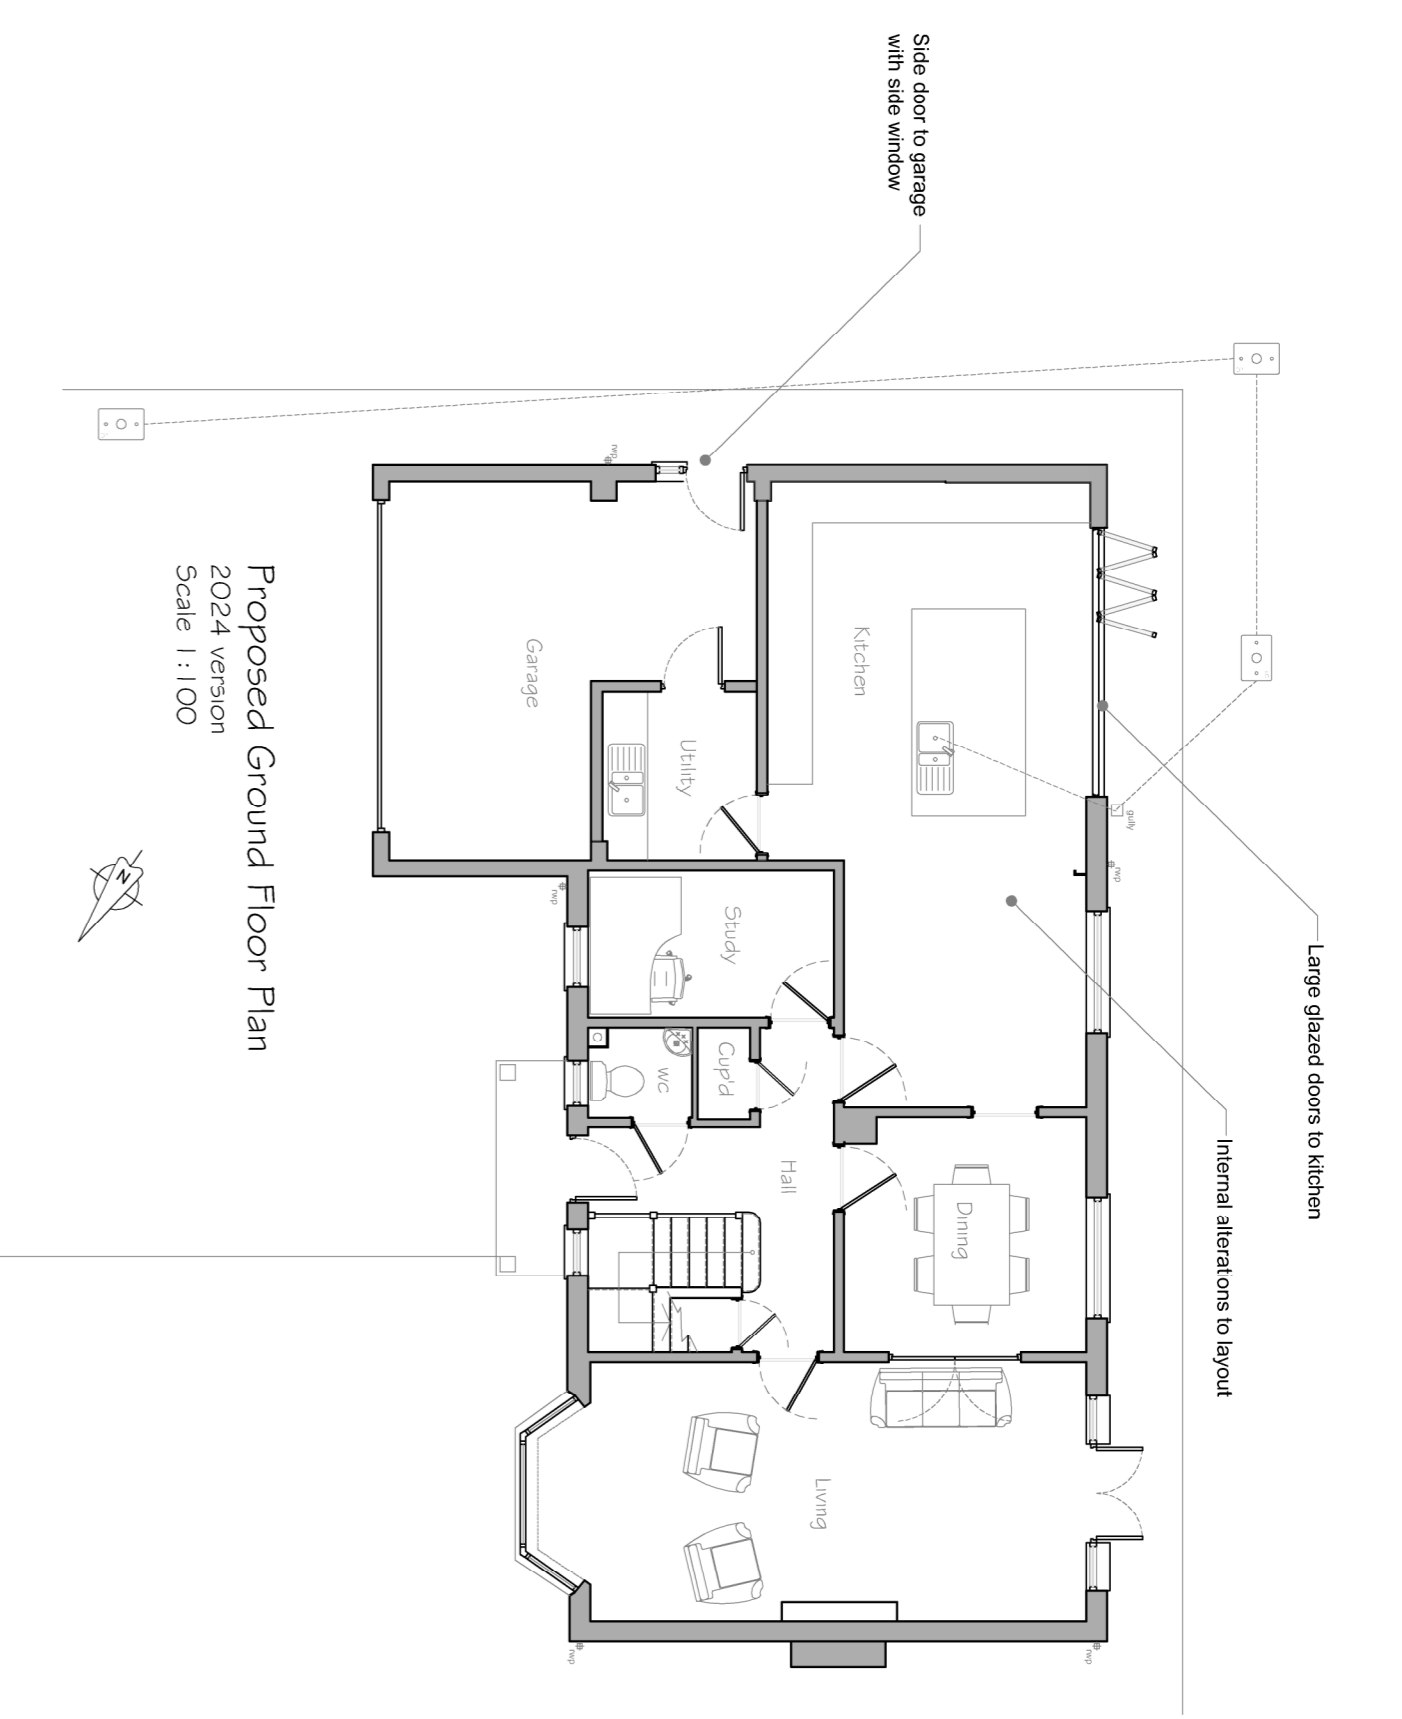 Large glazed doors to kitchen
Internal alterations to layout
Side door to garage
with side window
gully
rwp
rwp
Kitchen
Dining
Living
Utility
Study
Cup'd
Hall
wc
C
Garage
rwp
rwp
rwp
Proposed Ground Floor Plan
2024 version
Scale 1:100
N